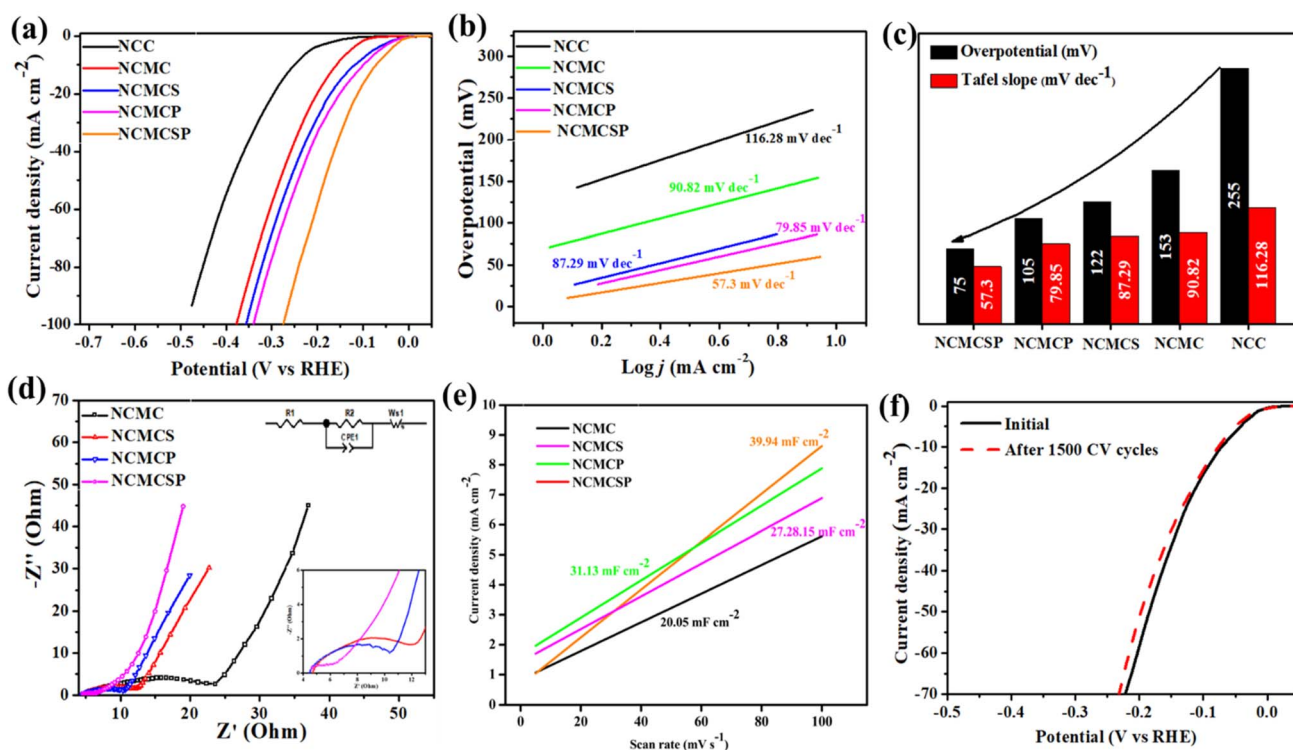 (a)
NCC
NCMC
NCMCS
NCMCP
NCMCSP
Current density (mA cm⁻²)
0
-20
-40
-60
-80
-100
-0.7 -0.6 -0.5 -0.4 -0.3 -0.2 -0.1 0.0
Potential (V vs RHE)
(b)
NCC
NCMC
NCMCS
NCMCP
NCMCSP
Overpotential (mV)
300
250
200
150
100
50
0
116.28 mV dec⁻¹
90.82 mV dec⁻¹
79.85 mV dec⁻¹
87.29 mV dec⁻¹
57.3 mV dec⁻¹
0.0 0.2 0.4 0.6 0.8 1.0
Log j (mA cm⁻²)
(c)
Overpotential (mV)
Tafel slope (mV dec⁻¹)
75 57.3 105 79.85 122 87.29 153 90.82 255 116.28
NCMCSP NCMCP NCMCS NCMC NCC
(d)
NCMC
NCMCS
NCMCP
NCMCSP
R1 R2 Ws1
CPE1
-Z'' (Ohm)
70
60
50
40
30
20
10
0
6
4
2
0
-Z'' (Ohm)
6 8 10 12
Z' (Ohm)
10 20 30 40 50
Z' (Ohm)
(e)
NCMC
NCMCS
NCMCP
NCMCSP
Current density (mA cm⁻²)
10
9
8
7
6
5
4
3
2
1
0
39.94 mF cm⁻²
27.28.15 mF cm⁻²
31.13 mF cm⁻²
20.05 mF cm⁻²
0 20 40 60 80 100
Scan rate (mV s⁻¹)
(f)
Initial
After 1500 CV cycles
Current density (mA cm⁻²)
0
-10
-20
-30
-40
-50
-60
-70
-0.5 -0.4 -0.3 -0.2 -0.1 0.0
Potential (V vs RHE)